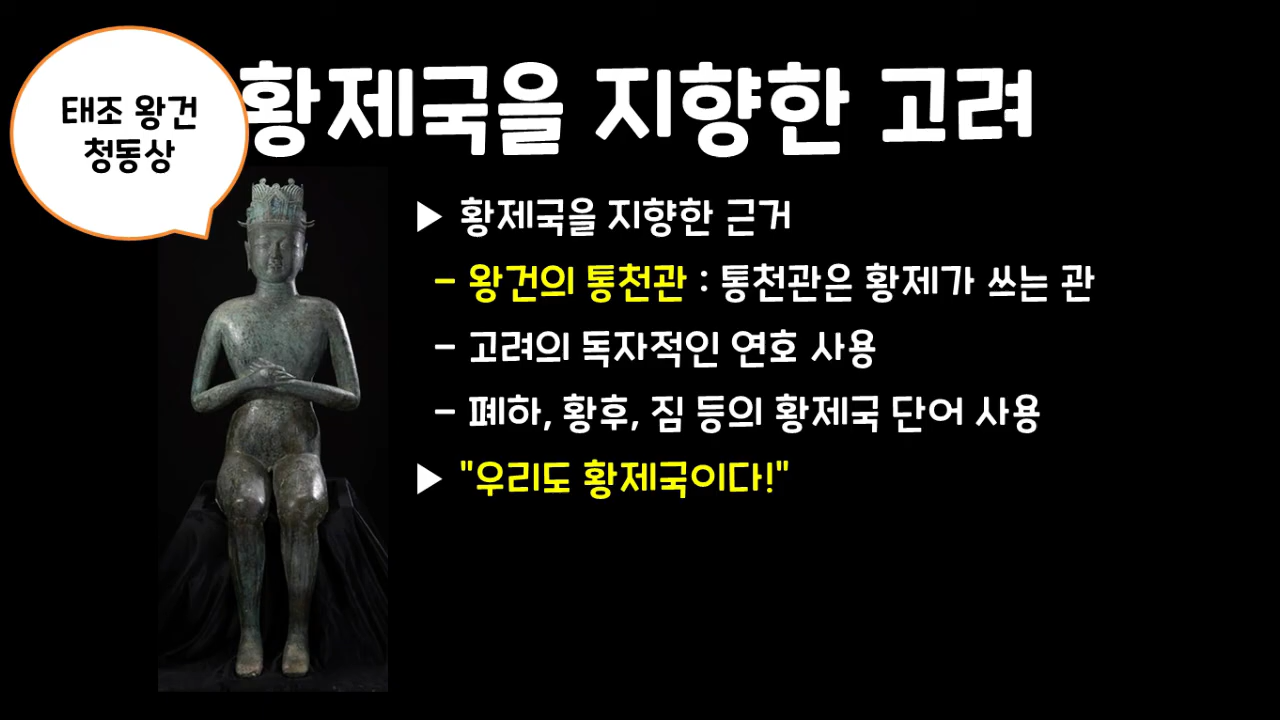 태조 왕건
청동상
황제국을 지향한 고려
▶ 황제국을 지향한 근거
- 왕건의 통천관 : 통천관은 황제가 쓰는 관
- 고려의 독자적인 연호 사용
- 폐하, 황후, 짐 등의 황제국 단어 사용
▶ "우리도 황제국이다!"